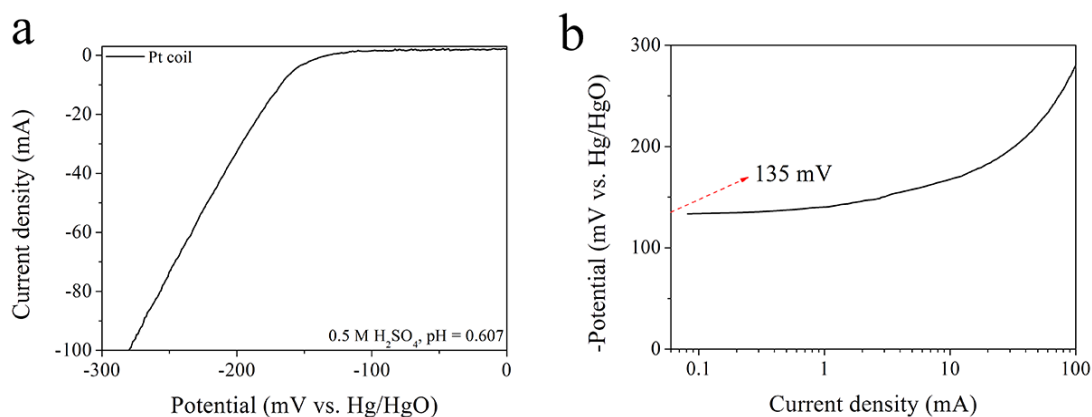 a
Pt coil
0
-20
-40
-60
-80
-100
Current density (mA)
0.5 M H₂SO₄, pH = 0.607
-300
-200
-100
0
Potential (mV vs. Hg/HgO)
b
300
200
100
0
-Potential (mV vs. Hg/HgO)
135 mV
0.1
1
10
100
Current density (mA)